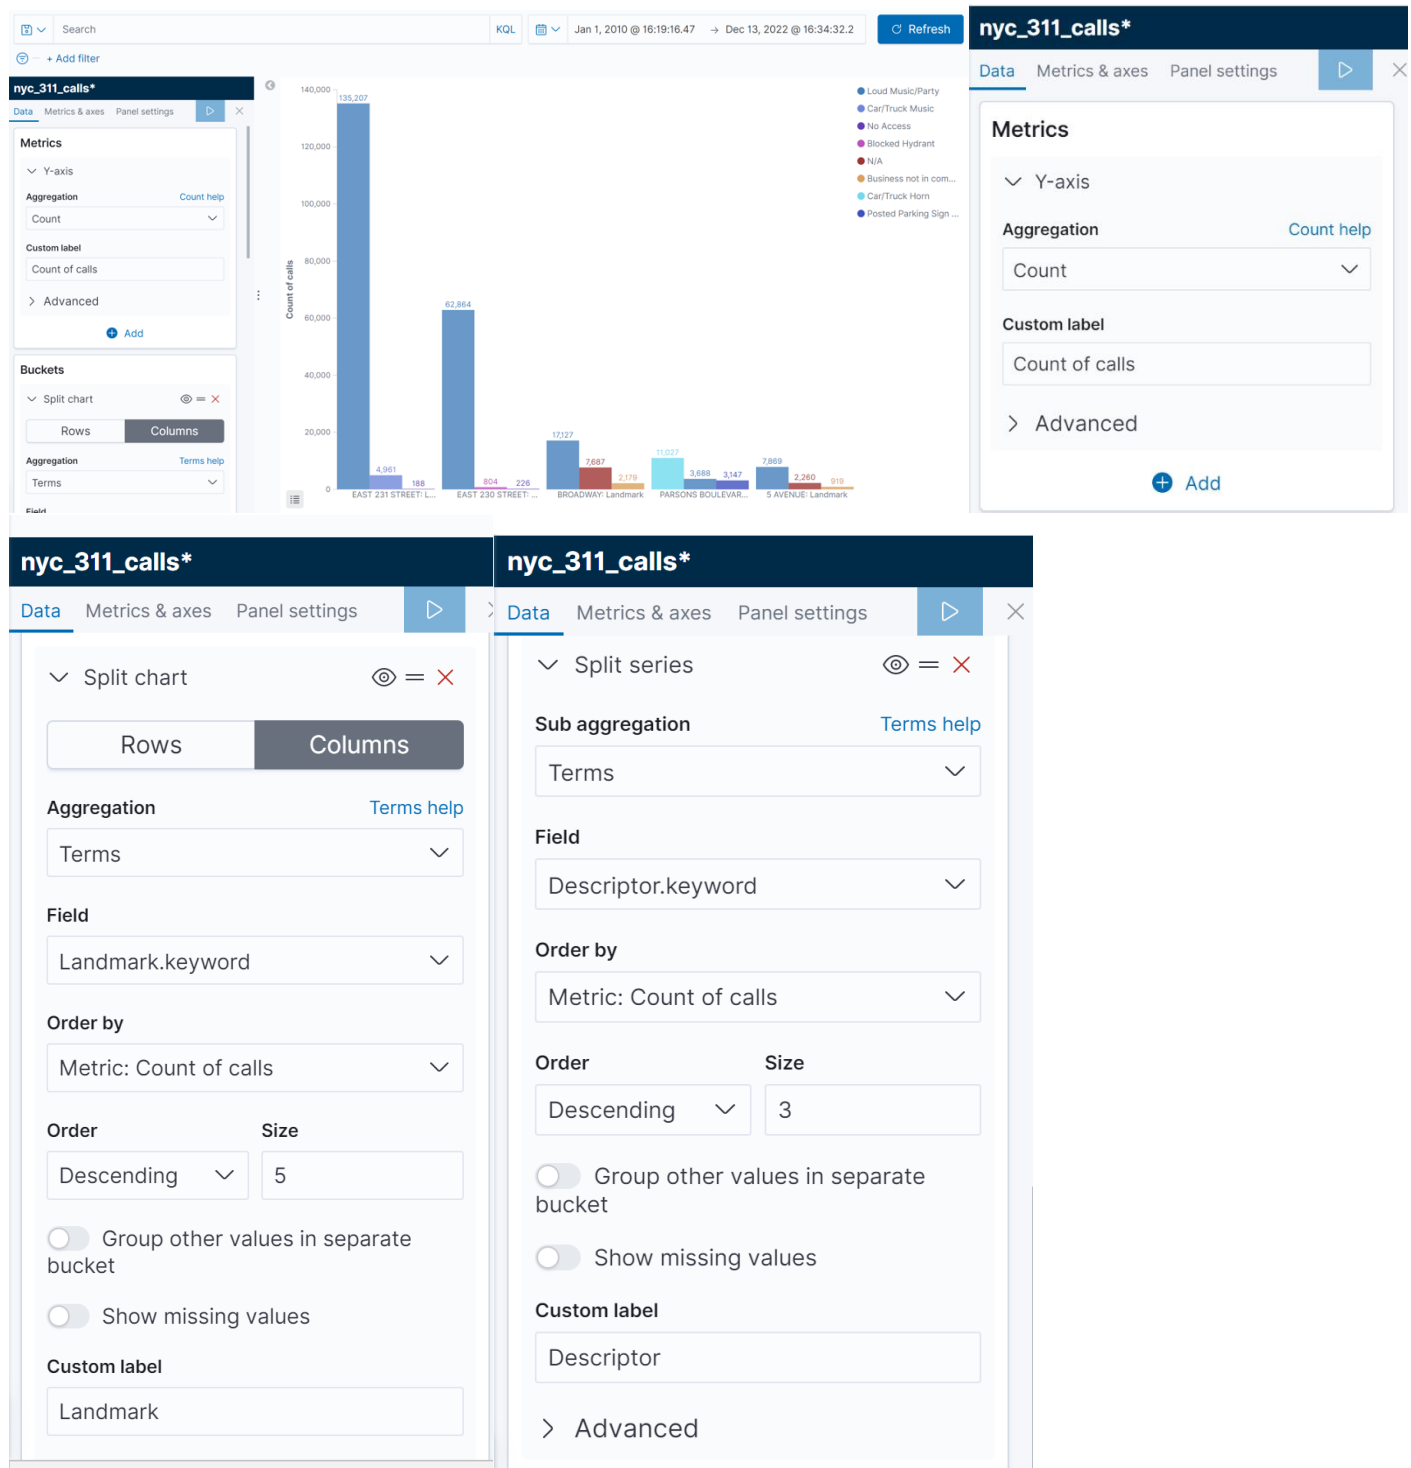 Search
KQL
Jan 1, 2010 @ 16:19:16.47 → Dec 13, 2022 @ 16:34:32.2
Refresh
+ Add filter
nyc_311_calls*
Data Metrics & axes Panel settings
Metrics
Y-axis
Aggregation Count help
Count
Custom label
Count of calls
Advanced
Add
Buckets
Split chart
Rows Columns
Aggregation Terms help
Terms
Field
Count of calls
140,000
120,000
100,000
80,000
60,000
40,000
20,000
0
135,207
4,961
188
62,864
804
226
17,127
7,687
2,179
11,027
3,688
3,147
7,869
2,260
919
EAST 231 STREET: L...
EAST 230 STREET: ...
BROADWAY: Landmark
PARSONS BOULEVAR...
5 AVENUE: Landmark
Loud Music/Party
Car/Truck Music
No Access
Blocked Hydrant
N/A
Business not in com...
Car/Truck Horn
Posted Parking Sign ...
nyc_311_calls*
Data Metrics & axes Panel settings
Metrics
Y-axis
Aggregation Count help
Count
Custom label
Count of calls
Advanced
Add
nyc_311_calls*
Data Metrics & axes Panel settings
Split chart
Rows Columns
Aggregation Terms help
Terms
Field
Landmark.keyword
Order by
Metric: Count of calls
Order Size
Descending 5
Group other values in separate
bucket
Show missing values
Custom label
Landmark
nyc_311_calls*
Data Metrics & axes Panel settings
Split series
Sub aggregation Terms help
Terms
Field
Descriptor.keyword
Order by
Metric: Count of calls
Order Size
Descending 3
Group other values in separate
bucket
Show missing values
Custom label
Descriptor
Advanced